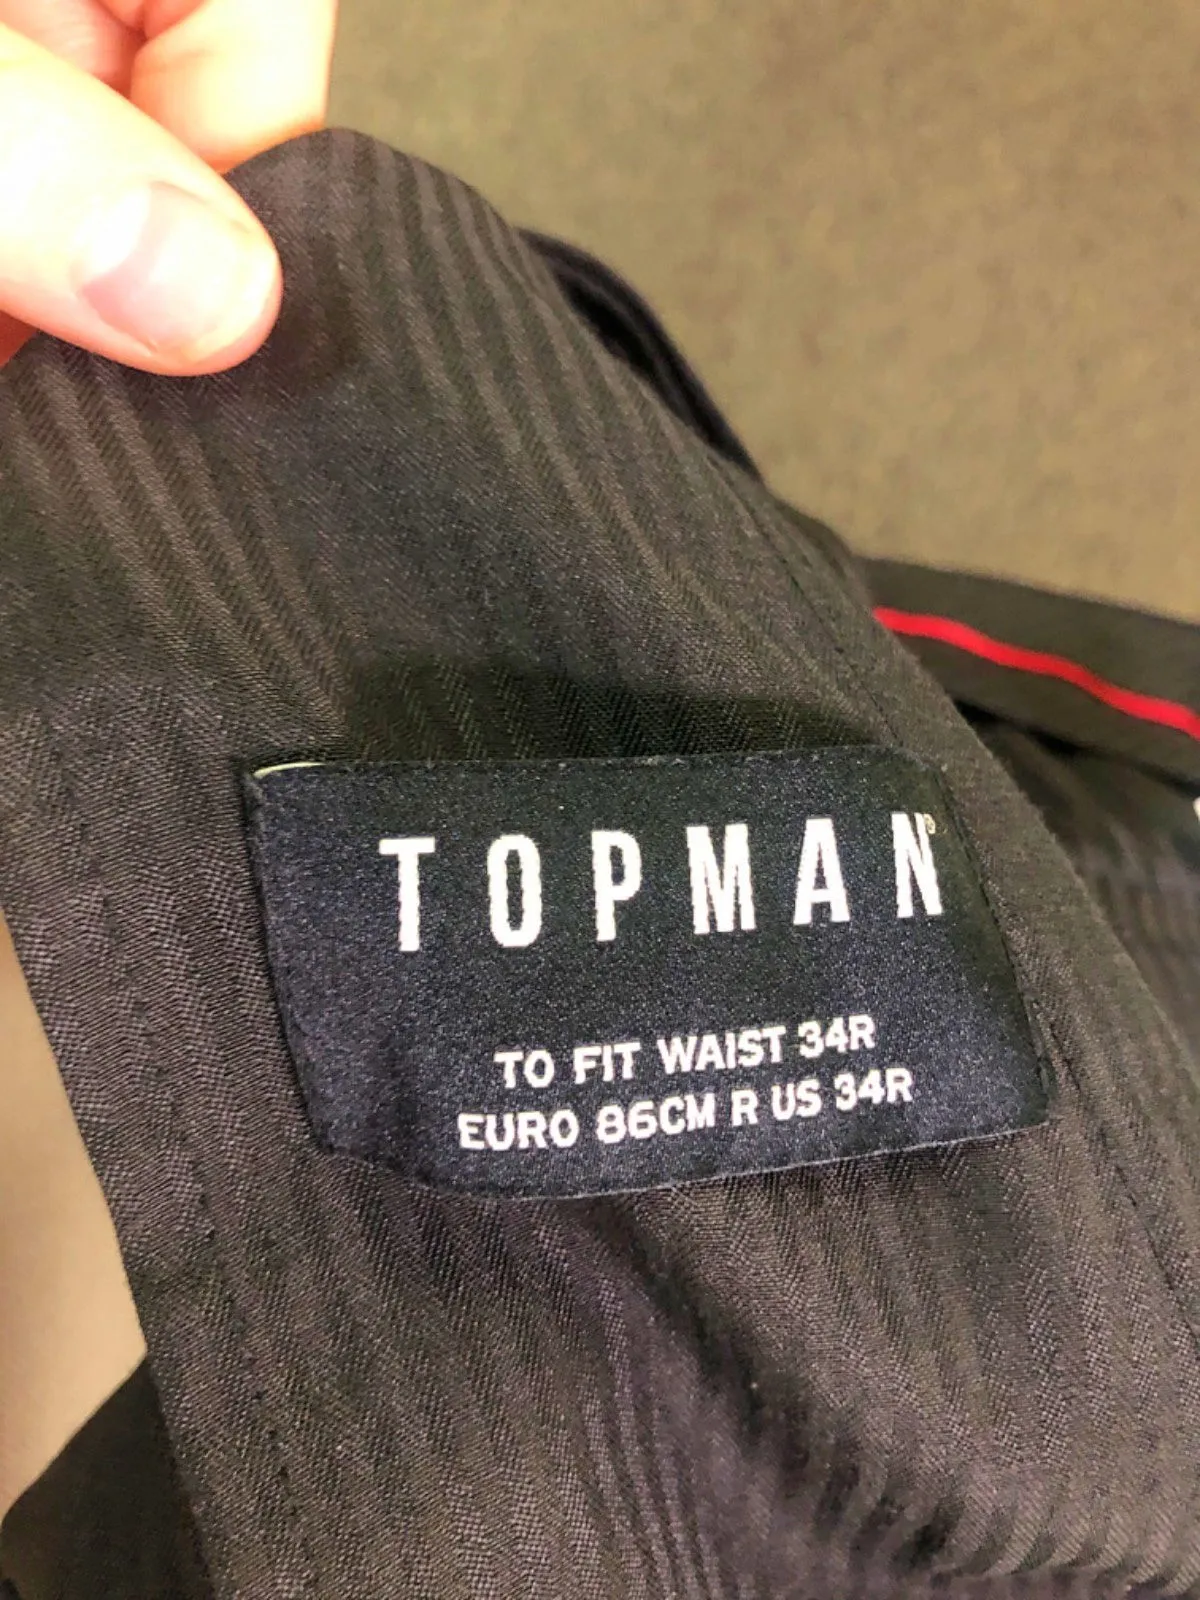 TOPMAN®
TO FIT WAIST 34R
EURO 86CM R US 34R